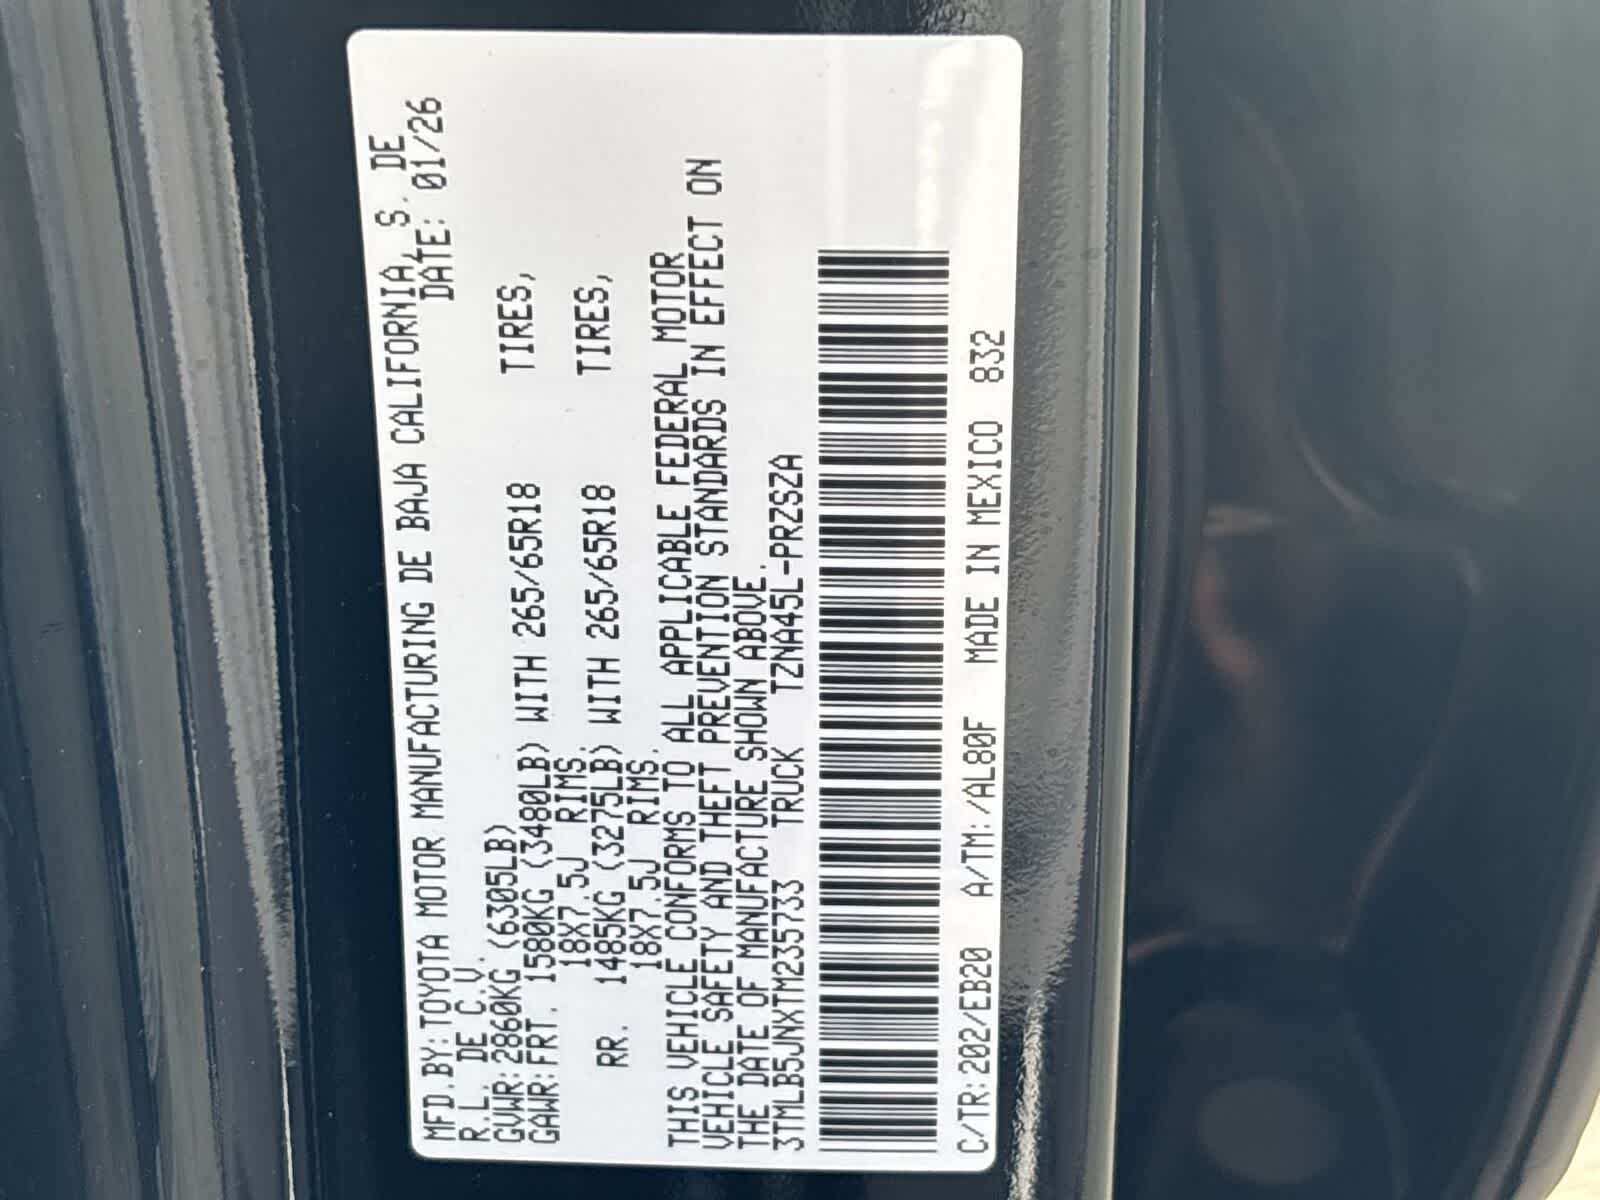 MFD.BY:TOYOTA MOTOR MANUFACTURING DE BAJA CALIFORNIA, S. DE
R.L. DE C.V. DATE: 01/26
GVWR:2860KG (6305LB)
GAWR:FRT. 1580KG (3480LB) WITH 265/65R18 TIRES,
18X7.5J RIMS.
RR. 1485KG (3275LB) WITH 265/65R18 TIRES,
18X7.5J RIMS.
THIS VEHICLE CONFORMS TO ALL APPLICABLE FEDERAL MOTOR
VEHICLE SAFETY AND THEFT PREVENTION STANDARDS IN EFFECT ON
THE DATE OF MANUFACTURE SHOWN ABOVE.
3TMLB5JNXTM235733 TRUCK TZNA45L-PRZSZA
C/TR:202/EB20 A/TM:/AL80F MADE IN MEXICO 832